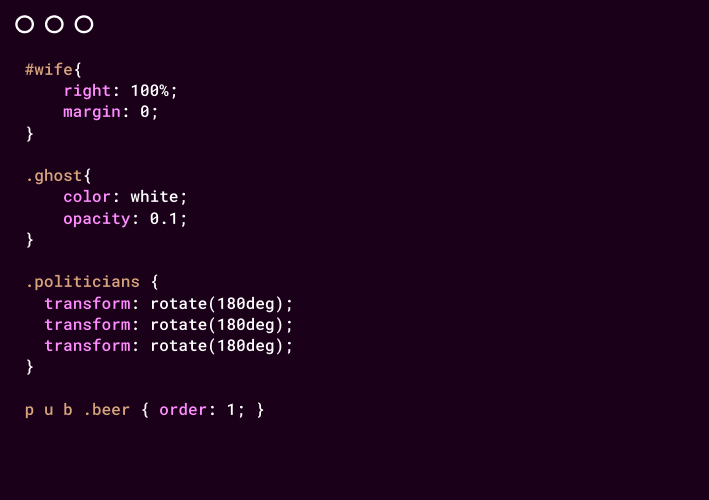 #wife{
    right: 100%;
    margin: 0;
}

.ghost{
    color: white;
    opacity: 0.1;
}

.politicians {
  transform: rotate(180deg);
  transform: rotate(180deg);
  transform: rotate(180deg);
}

p u b .beer { order: 1; }